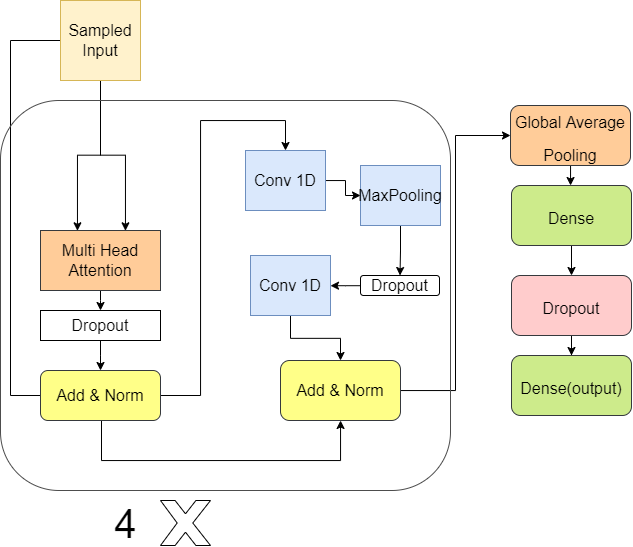 Sampled
Input
Multi Head
Attention
Dropout
Add & Norm
Conv 1D
MaxPooling
Dropout
Conv 1D
Add & Norm
4 X
Global Average
Pooling
Dense
Dropout
Dense(output)